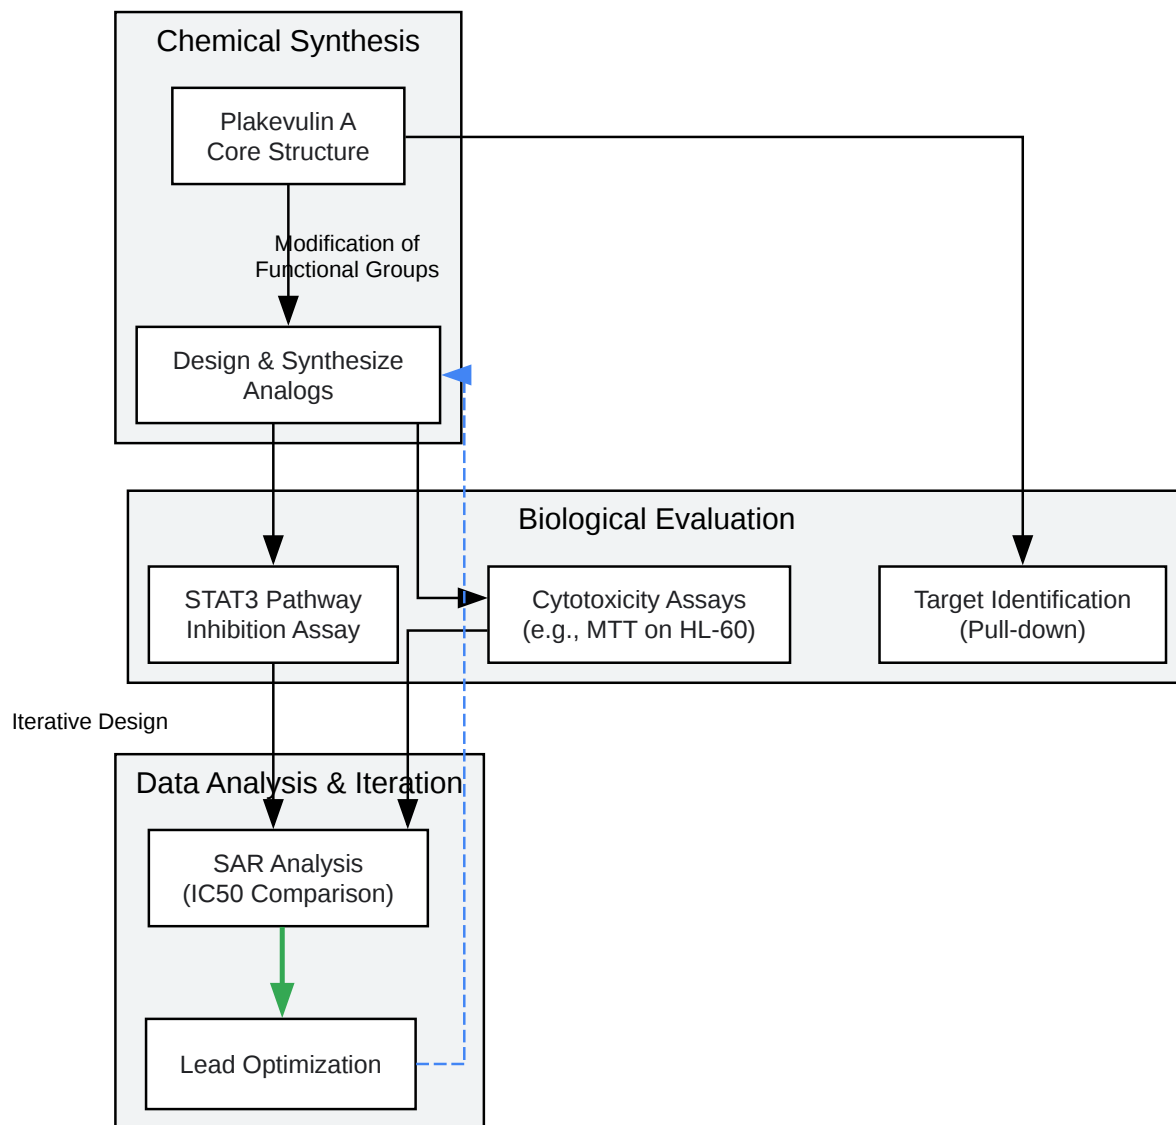 Chemical Synthesis
Plakevulin A
Core Structure
Modification of
Functional Groups
Design & Synthesize
Analogs
Biological Evaluation
STAT3 Pathway
Inhibition Assay
Cytotoxicity Assays
(e.g., MTT on HL-60)
Target Identification
(Pull-down)
Iterative Design
Data Analysis & Iteration
SAR Analysis
(IC50 Comparison)
Lead Optimization